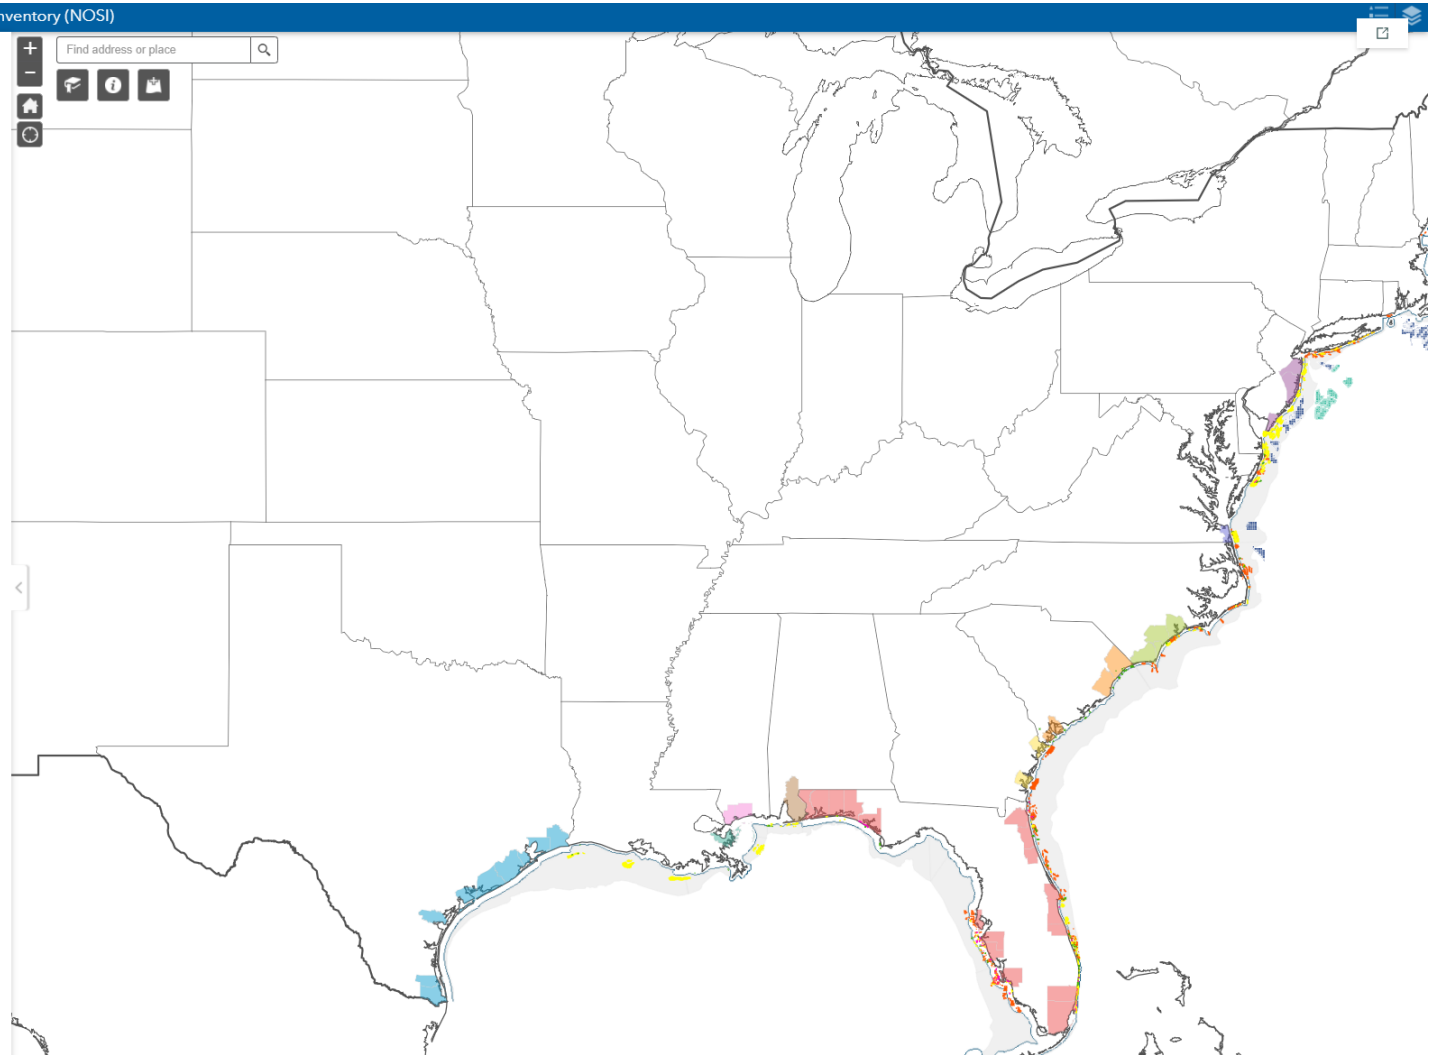 nventory (NOSI)
+
Find address or place
−